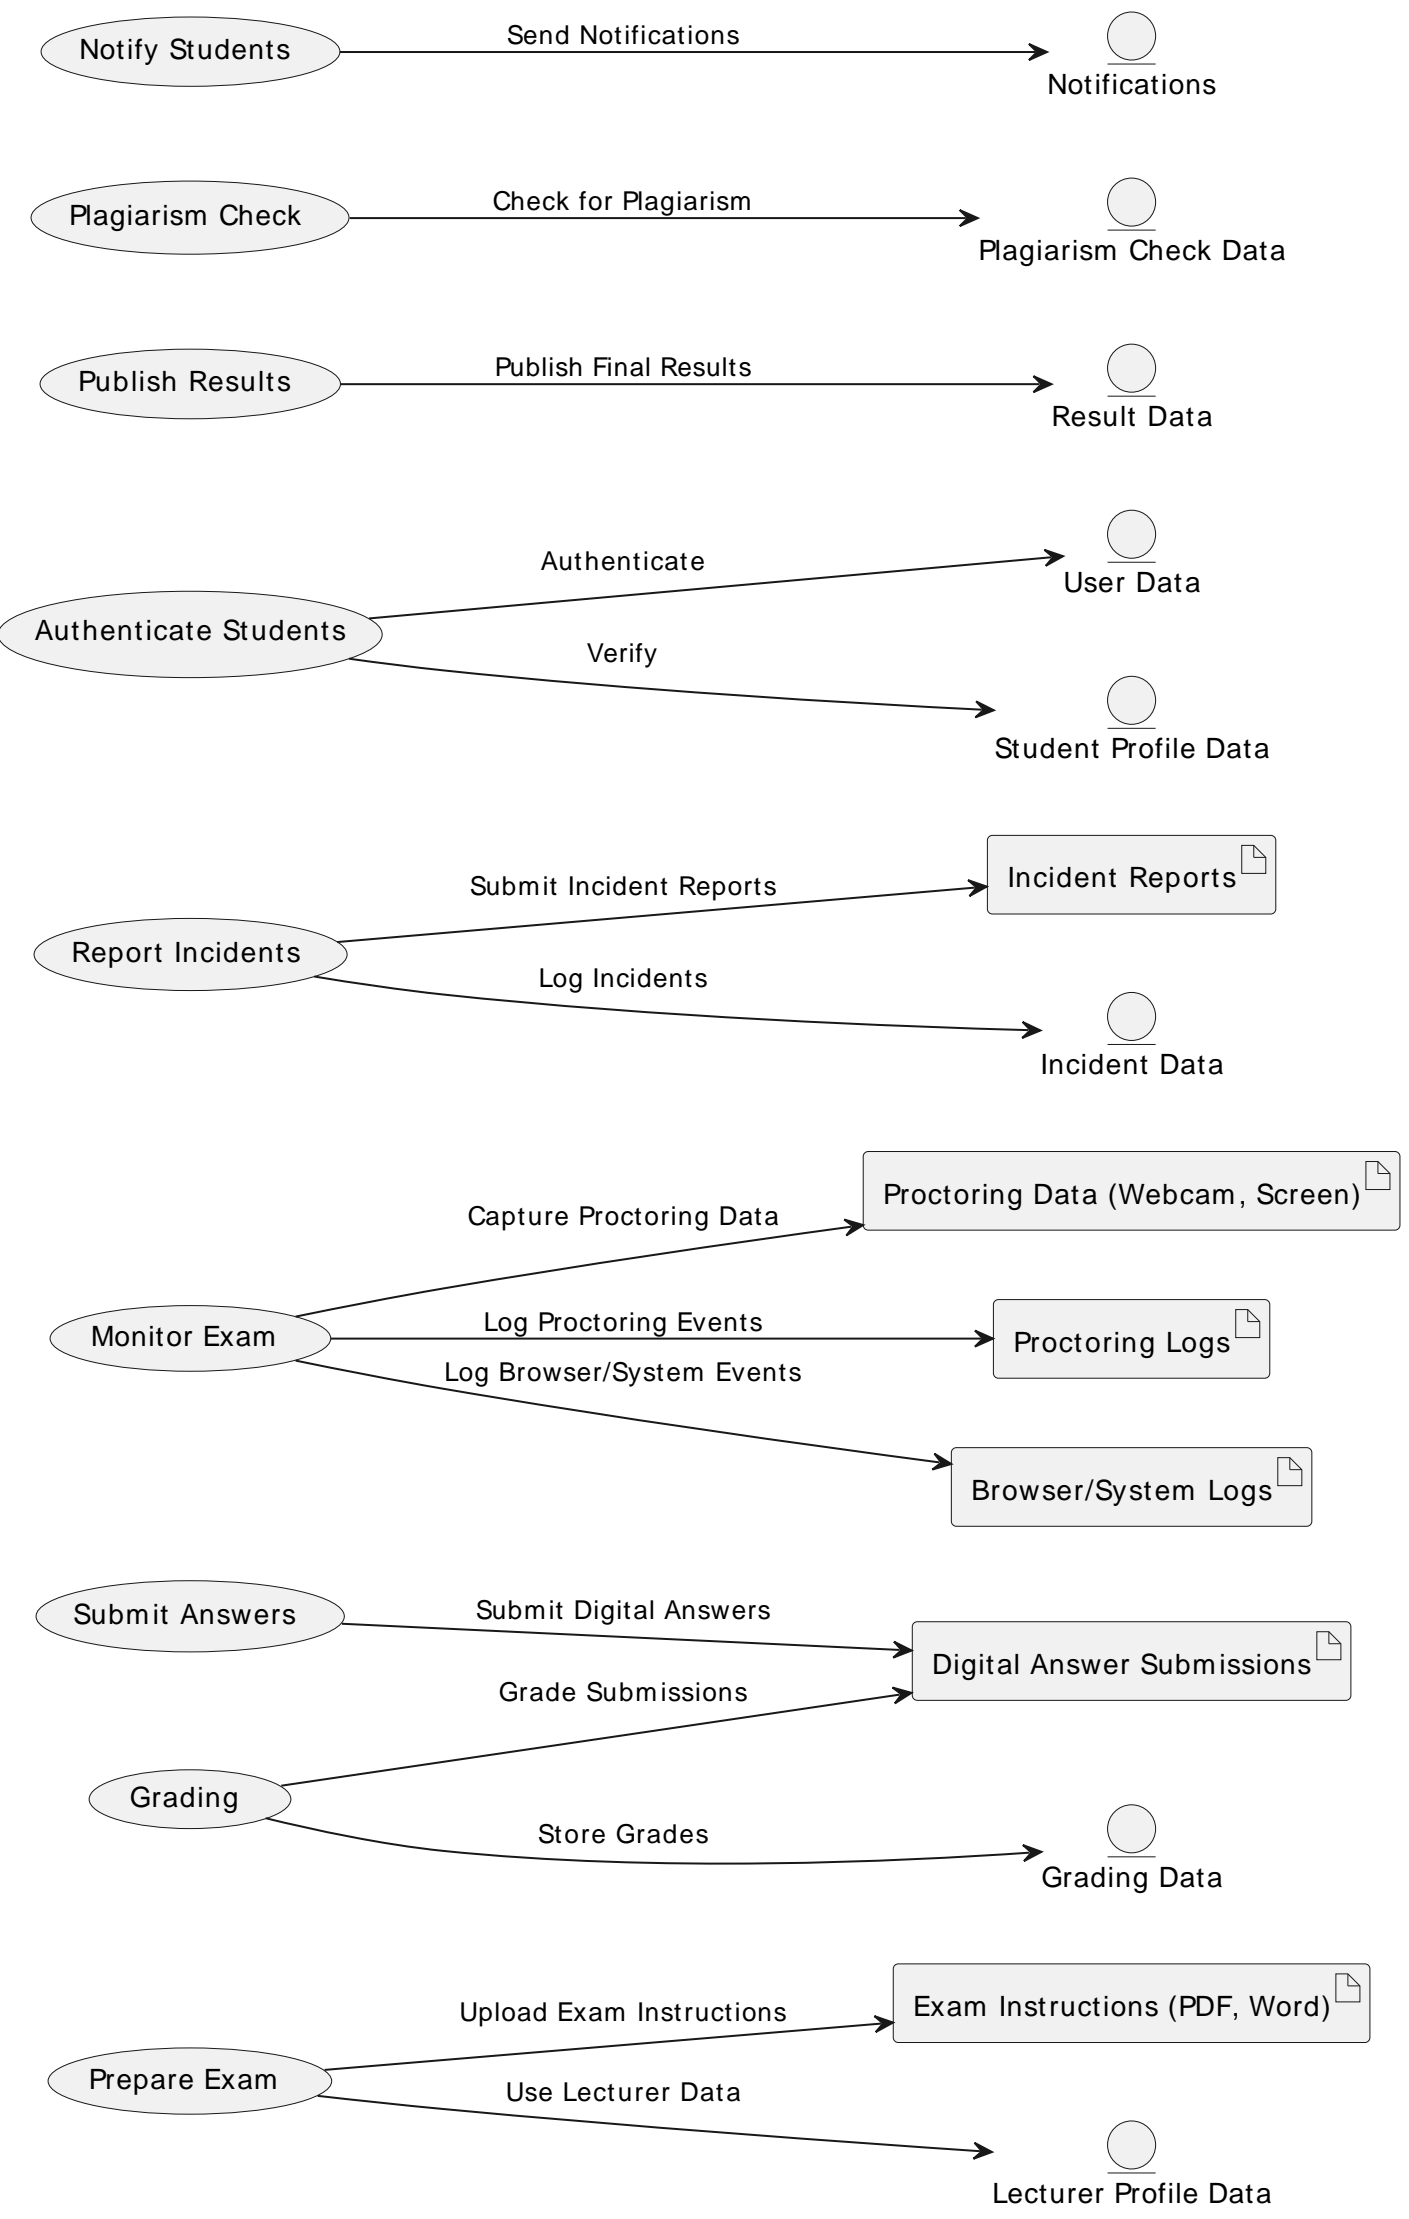 Notify Students
Send Notifications
Notifications
Plagiarism Check
Check for Plagiarism
Plagiarism Check Data
Publish Results
Publish Final Results
Result Data
Authenticate Students
Authenticate
User Data
Verify
Student Profile Data
Report Incidents
Submit Incident Reports
Incident Reports
Log Incidents
Incident Data
Monitor Exam
Capture Proctoring Data
Proctoring Data (Webcam, Screen)
Log Proctoring Events
Proctoring Logs
Log Browser/System Events
Browser/System Logs
Submit Answers
Submit Digital Answers
Digital Answer Submissions
Grading
Grade Submissions
Store Grades
Grading Data
Prepare Exam
Upload Exam Instructions
Exam Instructions (PDF, Word)
Use Lecturer Data
Lecturer Profile Data